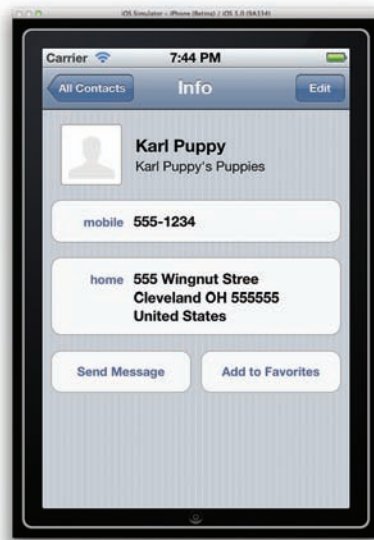 iOS Simulator - iPhone (Retina) / iOS 5.0 (9A334)
Carrier 7:44 PM
All Contacts Info Edit
Karl Puppy
Karl Puppy's Puppies
mobile 555-1234
home 555 Wingnut Stree
Cleveland OH 555555
United States
Send Message Add to Favorites